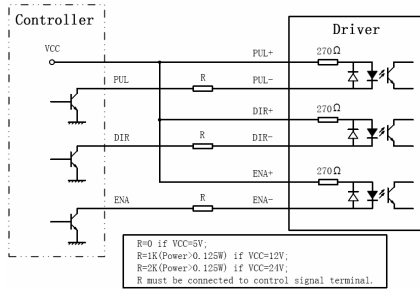 Controller
Driver
VCC
PUL+
270Ω
PUL
R
PUL-
DIR+
270Ω
DIR
R
DIR-
ENA+
270Ω
ENA
R
ENA-
R=0 if VCC=5V;
R=1K(Power>0.125W) if VCC=12V;
R=2K(Power>0.125W) if VCC=24V;
R must be connected to control signal terminal.